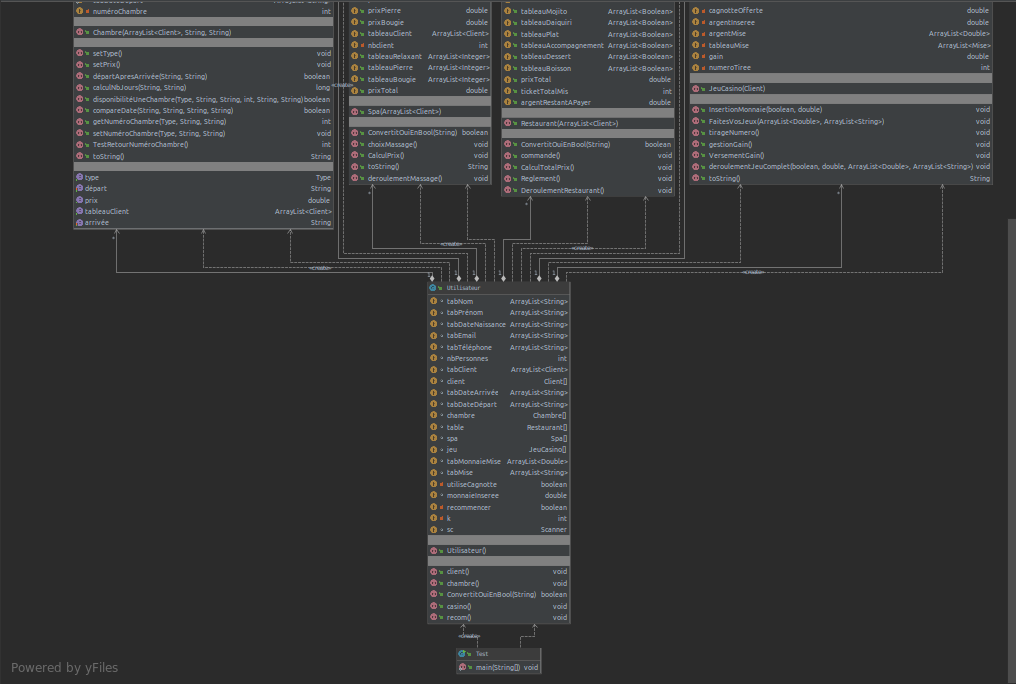 numéroChambre int
Chambre(ArrayList<Client>, String, String)
setType() void
setPrix() void
départApresArrivée(String, String) boolean
calculNbJours(String, String) long
disponibilitéUneChambre(Type, String, String, int, String, String) boolean
compareDate(String, String, String, String) boolean
getNuméroChambre(Type, String, String) int
setNuméroChambre(Type, String, String) void
TestRetourNuméroChambre() int
toString() String
type Type
départ String
prix double
tableauClient ArrayList<Client>
arrivée String
prixPierre double
prixBougie double
tableauClient ArrayList<Client>
nbclient int
tableauRelaxant ArrayList<Integer>
tableauPierre ArrayList<Integer>
tableauBougie ArrayList<Integer>
prixTotal double
Spa(ArrayList<Client>)
ConvertitOuiEnBool(String) boolean
choixMassage() void
CalculPrix() void
toString() String
deroulementMassage() void
tableauMojito ArrayList<Boolean>
tableauDaiquiri ArrayList<Boolean>
tableauPlat ArrayList<Boolean>
tableauAccompagnement ArrayList<Boolean>
tableauDessert ArrayList<Boolean>
tableauBoisson ArrayList<Boolean>
prixTotal double
ticketTotalMis int
argentRestantAPayer double
Restaurant(ArrayList<Client>)
ConvertitOuiEnBool(String) boolean
commande() void
CalculTotalPrix() void
Reglement() void
DeroulementRestaurant() void
cagnotteOfferte double
argentInseree double
argentMise ArrayList<Double>
tableauMise ArrayList<Mise>
gain double
numeroTiree int
JeuCasino(Client)
InsertionMonnaie(boolean, double) void
FaitesVosJeux(ArrayList<Double>, ArrayList<String>) void
tirageNumero() void
gestionGain() void
VersementGain() void
deroulementJeuComplet(boolean, double, ArrayList<Double>, ArrayList<String>) void
toString() String
«create»
«create»
«create»
«create»
«create»
Utilisateur
tabNom ArrayList<String>
tabPrénom ArrayList<String>
tabDateNaissance ArrayList<String>
tabEmail ArrayList<String>
tabTéléphone ArrayList<String>
nbPersonnes int
tabClient ArrayList<Client>
client Client[]
tabDateArrivée ArrayList<String>
tabDateDépart ArrayList<String>
chambre Chambre[]
table Restaurant[]
spa Spa[]
jeu JeuCasino[]
tabMonnaieMise ArrayList<Double>
tabMise ArrayList<String>
utiliseCagnotte boolean
monnaieInseree double
recommencer boolean
k int
sc Scanner
Utilisateur()
client() void
chambre() void
ConvertitOuiEnBool(String) boolean
casino() void
recom() void
«create»
Test
main(String[]) void
Powered by yFiles